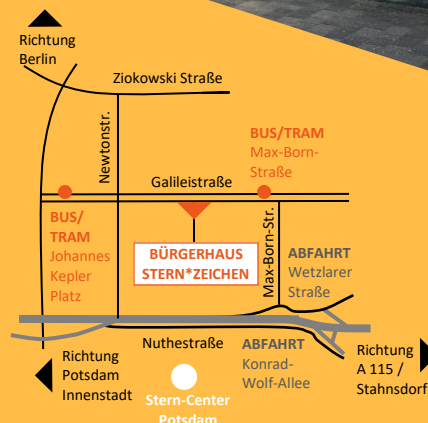 Richtung
Berlin
Ziokowski Straße
Newtonstr.
BUS/TRAM
Max-Born-
Straße
Galileistraße
BUS/
TRAM
Johannes
Kepler
Platz
BÜRGERHAUS
STERN*ZEICHEN
Max-Born-Str.
ABFAHRT
Wetzlarer
Straße
Nuthestraße
ABFAHRT
Konrad-
Wolf-Allee
Richtung
Potsdam
Innenstadt
Richtung
A 115 /
Stahnsdorf
Stern-Center
Potsdam